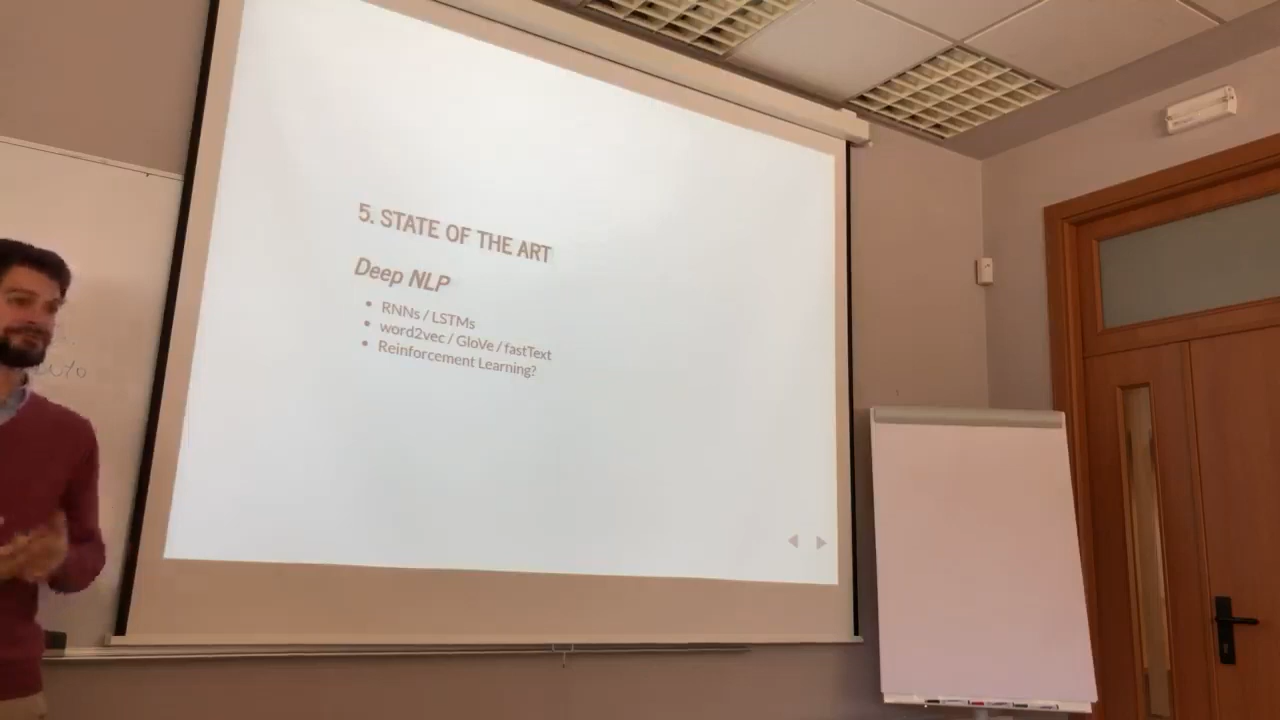 5. STATE OF THE ART
Deep NLP
RNNs / LSTMs
word2vec / GloVe / fastText
Reinforcement Learning?